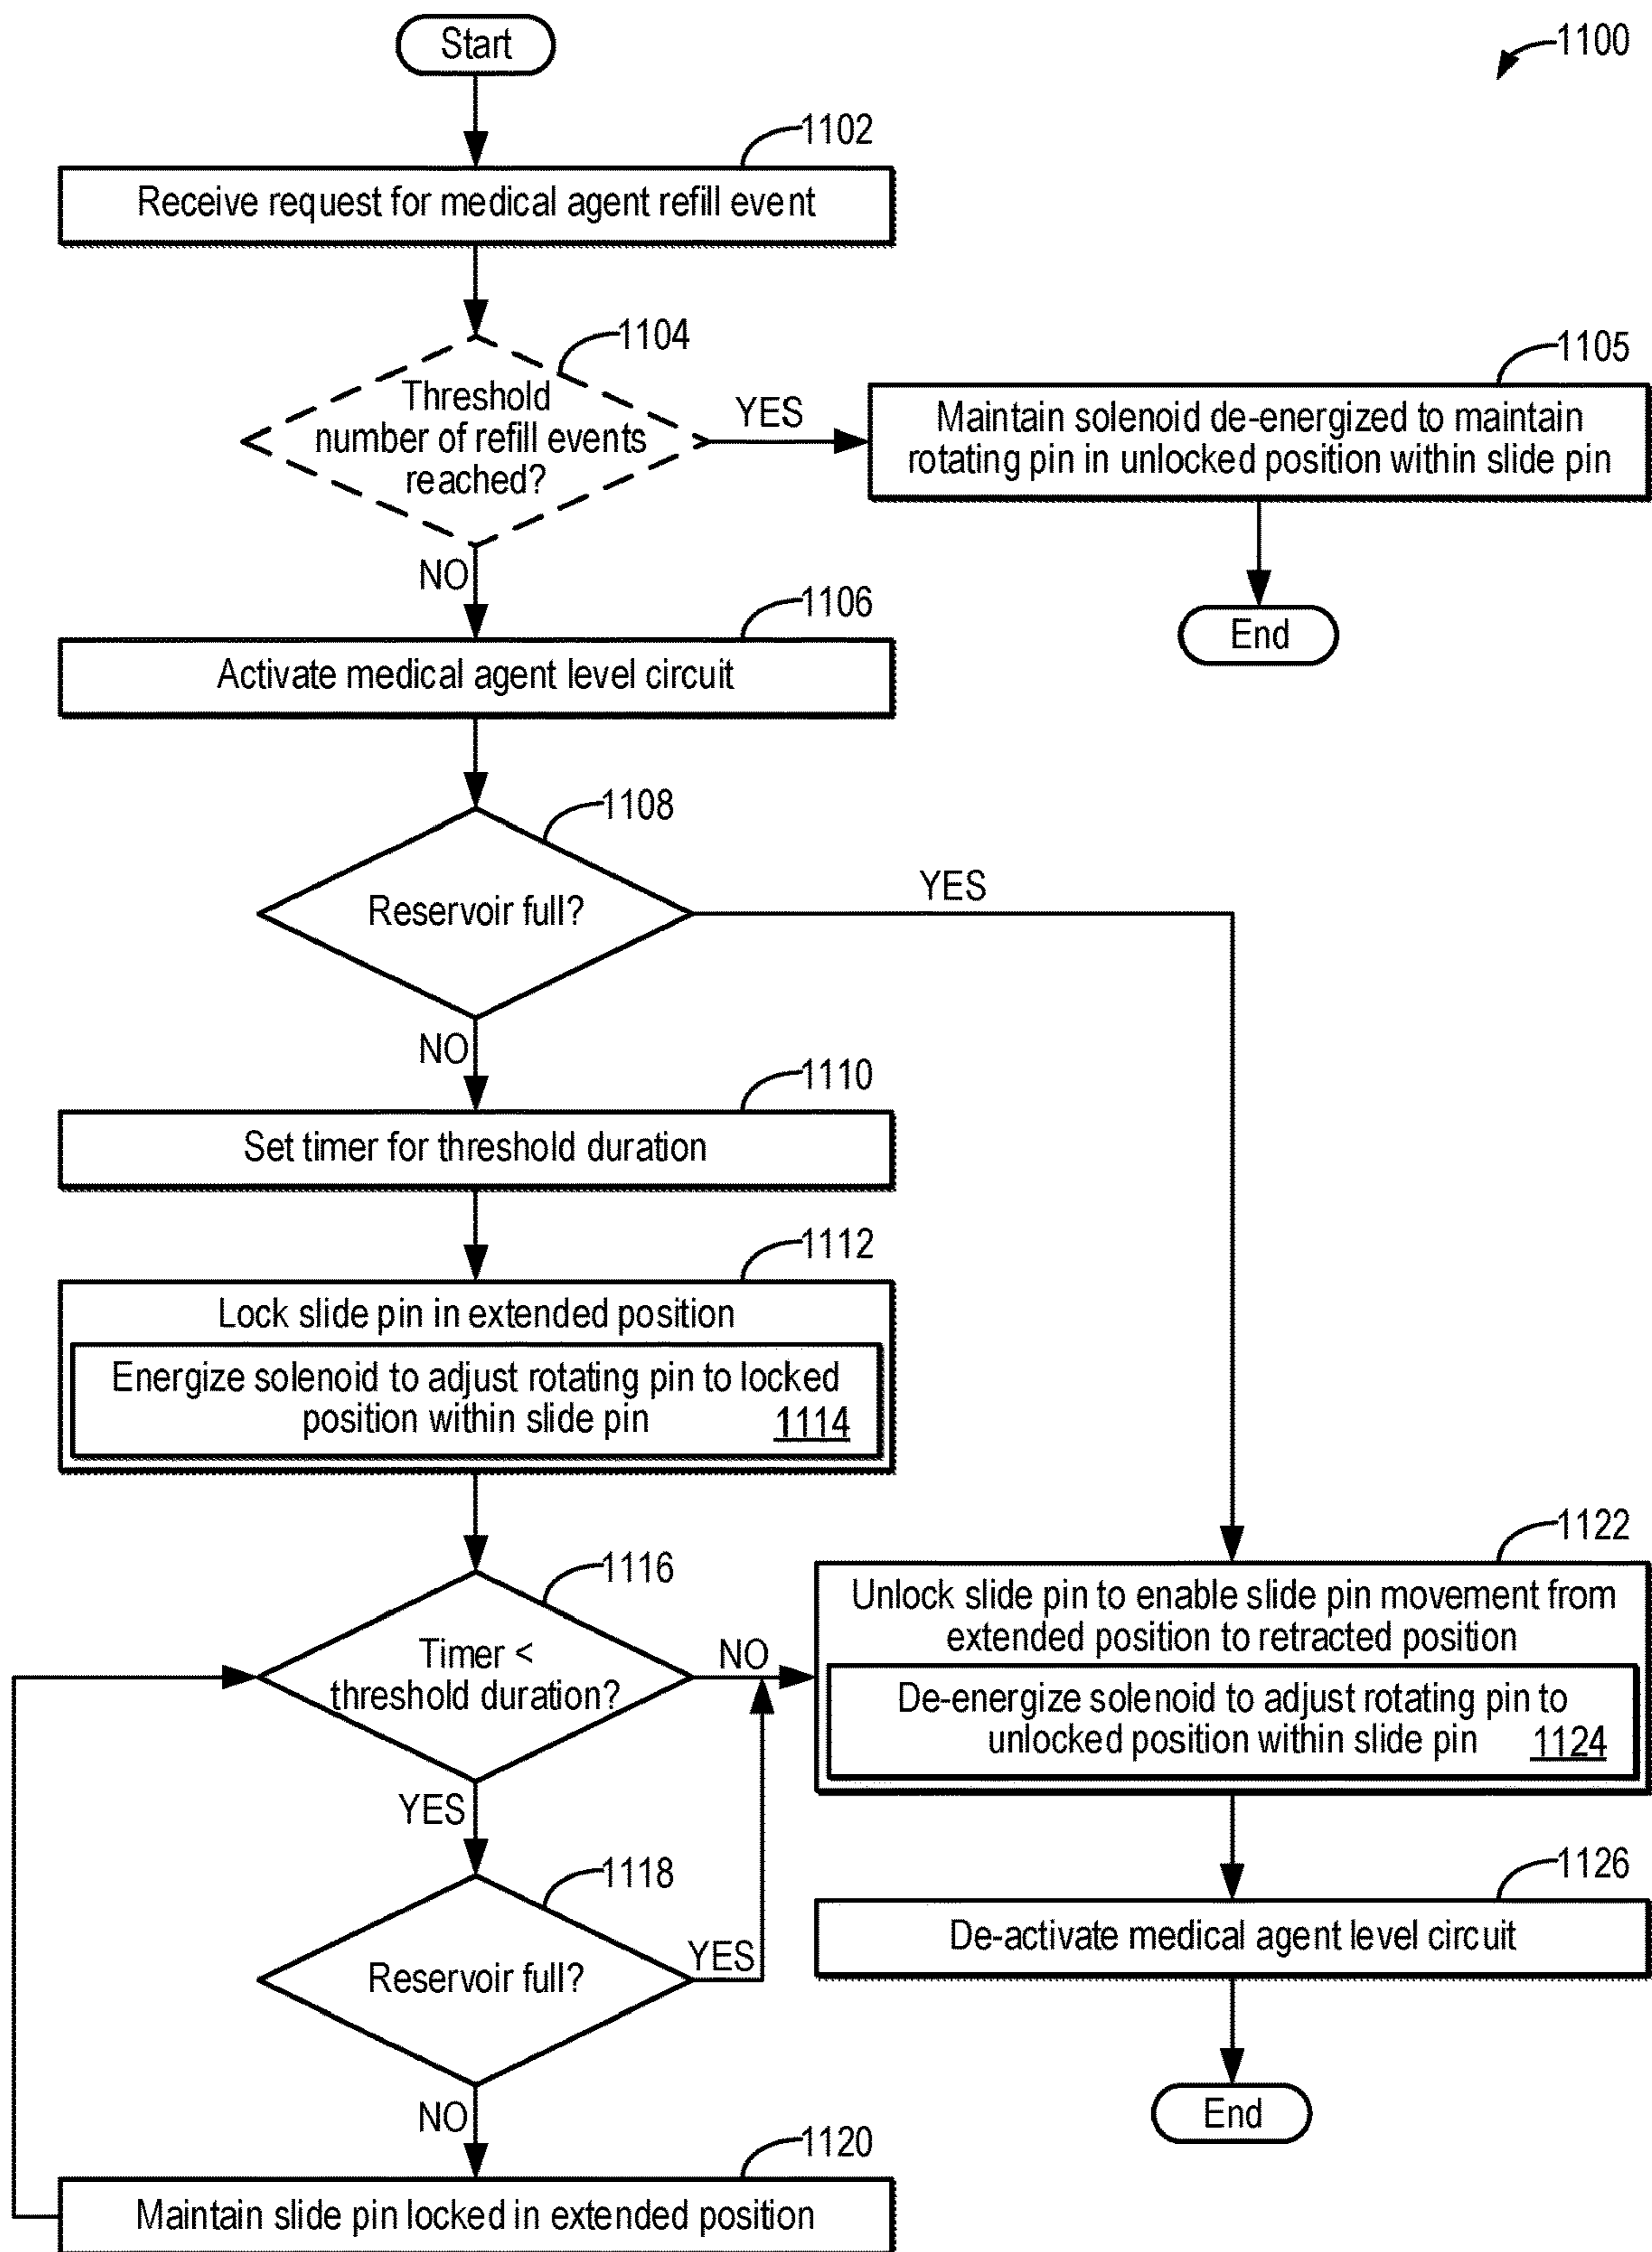 Start
1100
1102
Receive request for medical agent refill event
1104
Threshold
number of refill events
reached?
YES
1105
Maintain solenoid de-energized to maintain
rotating pin in unlocked position within slide pin
NO
End
1106
Activate medical agent level circuit
1108
Reservoir full?
YES
NO
1110
Set timer for threshold duration
1112
Lock slide pin in extended position
Energize solenoid to adjust rotating pin to locked
position within slide pin 1114
1116
Timer <
threshold duration?
NO
1122
Unlock slide pin to enable slide pin movement from
extended position to retracted position
De-energize solenoid to adjust rotating pin to
unlocked position within slide pin 1124
YES
1118
Reservoir full?
YES
1126
De-activate medical agent level circuit
NO
End
1120
Maintain slide pin locked in extended position